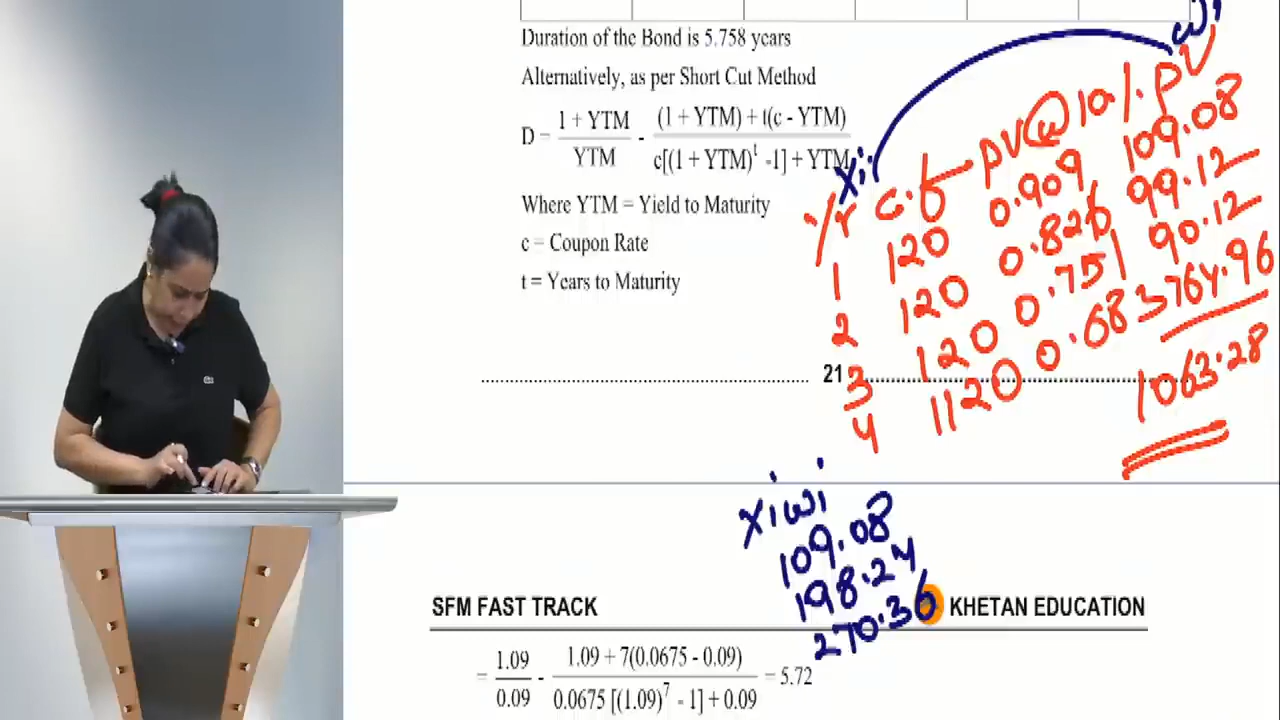 Duration of the Bond is 5.758 years
Alternatively, as per Short Cut Method
D = 1 + YTM / YTM - (1 + YTM) + t(c - YTM) / c[(1 + YTM)^t -1] + YTM
Where YTM = Yield to Maturity
c = Coupon Rate
t = Years to Maturity
xi wi
Yr c.f PV@10%. PV
1 120 0.909 109.08
2 120 0.826 99.12
3 120 0.751 90.12
4 1120 0.683 764.96
1063.28
21
xiwi
109.08
198.24
270.36
SFM FAST TRACK KHETAN EDUCATION
= 1.09 / 0.09 - 1.09 + 7(0.0675 - 0.09) / 0.0675 [(1.09)^7 - 1] + 0.09 = 5.72